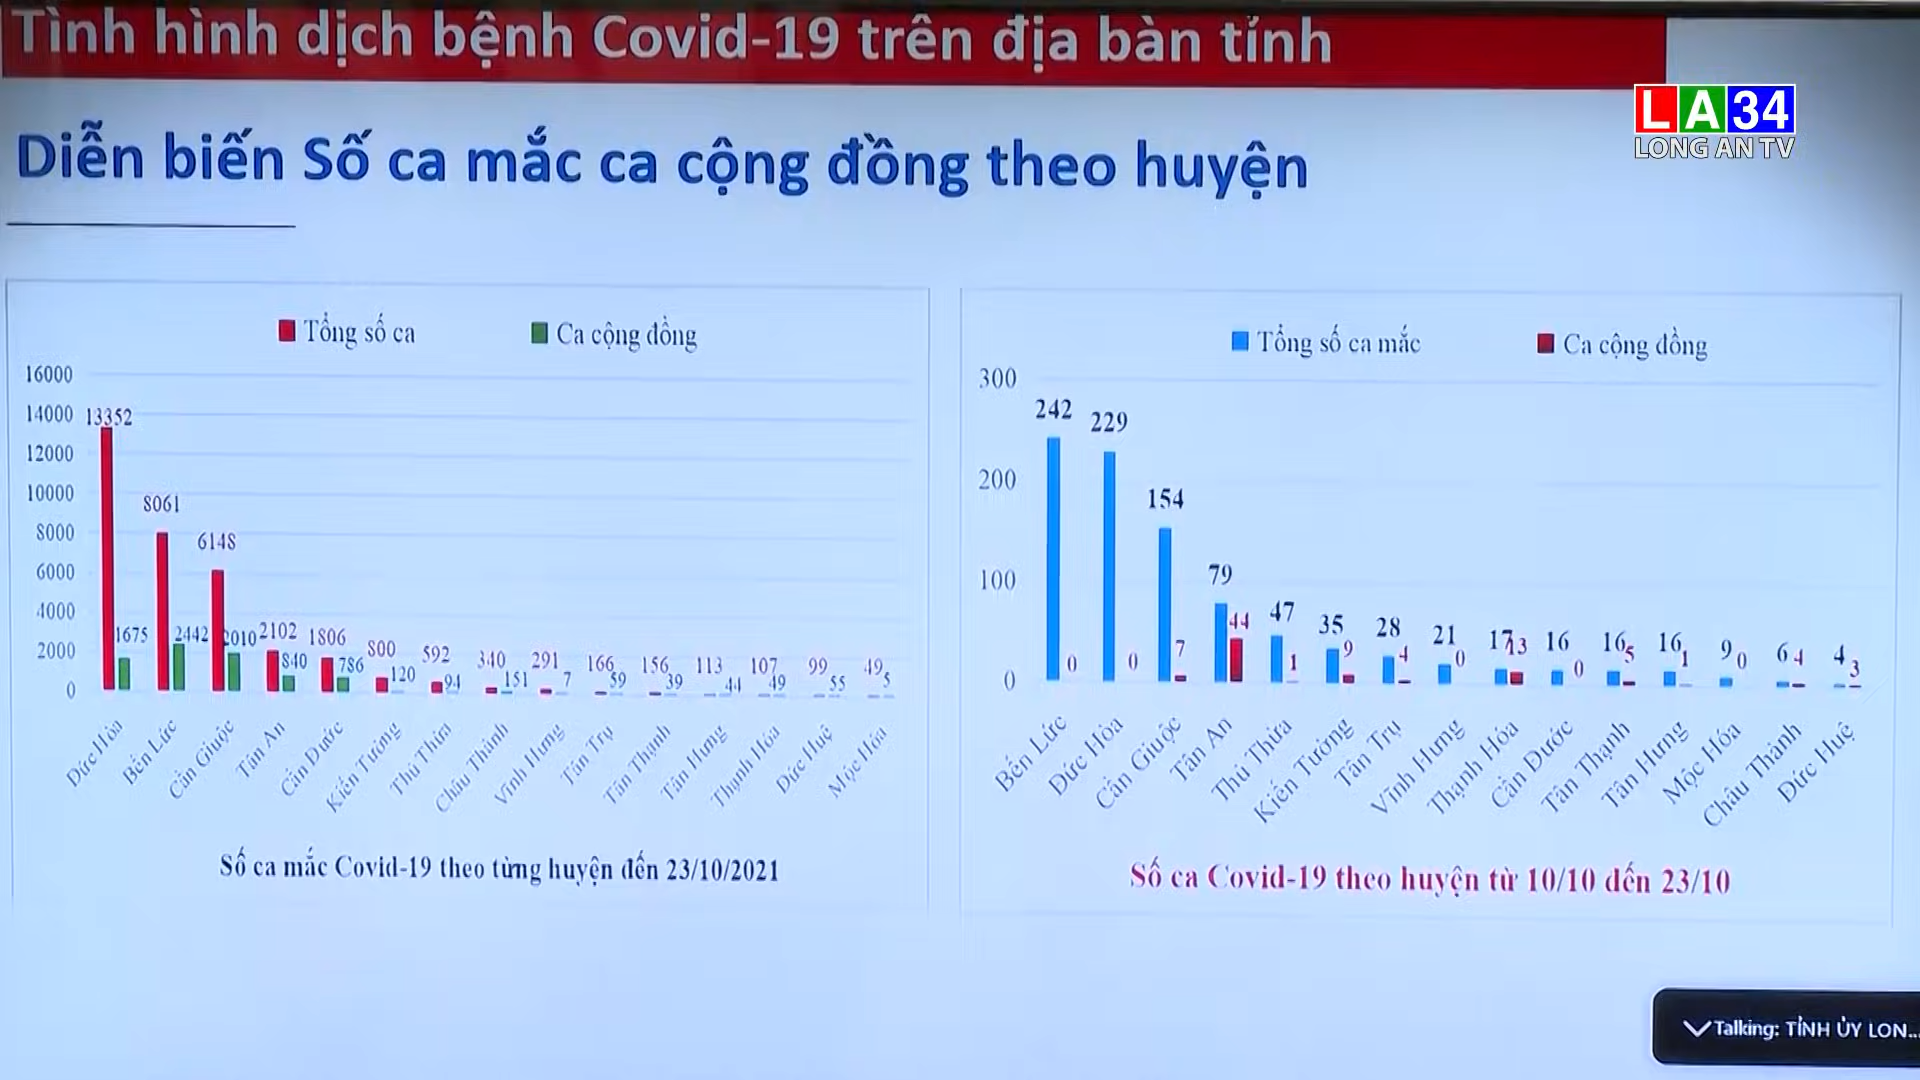 Tình hình dịch bệnh Covid-19 trên địa bàn tỉnh
LA34
LONG AN TV
Diễn biến Số ca mắc ca cộng đồng theo huyện
Tổng số ca Ca cộng đồng
16000
14000
12000
10000
8000
6000
4000
2000
0
13352 8061 6148 2102 1806 800 592 340 291 166 156 113 107 99 49
1675 2442 2010 840 786 120 94 151 7 59 39 44 49 55 5
Đức Hòa Bến Lức Cần Giuộc Tân An Cần Đước Kiến Tường Thủ Thừa Châu Thành Vĩnh Hưng Tân Trụ Tân Thạnh Tân Hưng Thạnh Hóa Đức Huệ Mộc Hóa
Số ca mắc Covid-19 theo từng huyện đến 23/10/2021
Tổng số ca mắc Ca cộng đồng
300
200
100
0
242 229 154 79 47 35 28 21 17 16 16 16 9 6 4
0 0 7 44 1 9 4 0 13 0 5 1 0 4 3
Bến Lức Đức Hòa Cần Giuộc Tân An Thủ Thừa Kiến Tường Tân Trụ Vĩnh Hưng Thạnh Hóa Cần Đước Tân Thạnh Tân Hưng Mộc Hóa Châu Thành Đức Huệ
Số ca Covid-19 theo huyện từ 10/10 đến 23/10
Talking: TỈNH ỦY LON...